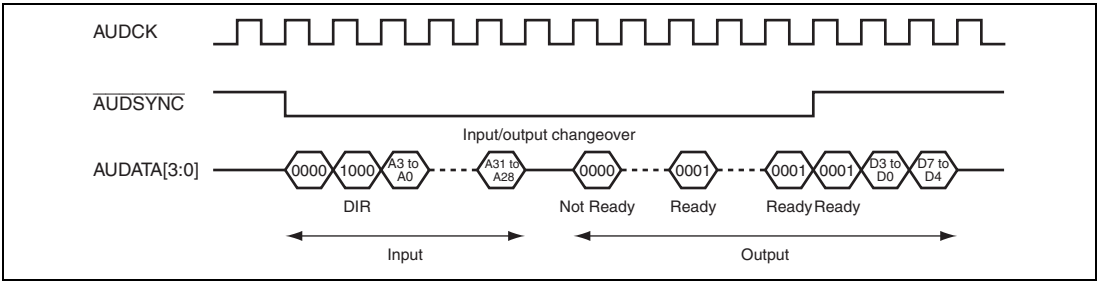 AUDCK
AUDSYNC
Input/output changeover
AUDATA[3:0]
0000 1000 A3 to A0 A31 to A28 0000 0001 0001 0001 D3 to D0 D7 to D4
DIR Not Ready Ready Ready Ready
Input Output